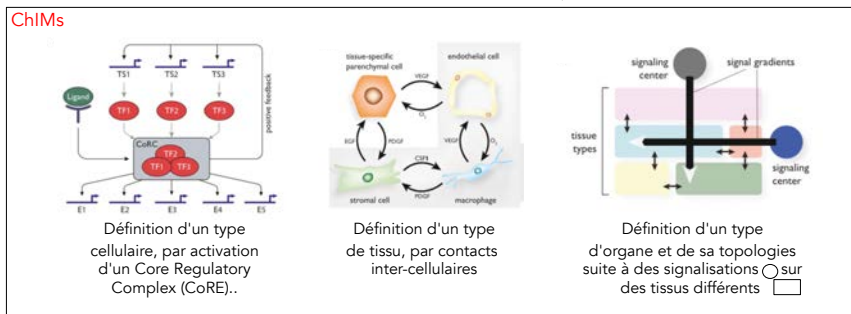 ChIMs
TS1 TS2 TS3
Ligand
TF1 TF2 TF3
positive feedback
CoRC
TF2
TF1 TF3
E1 E2 E3 E4 E5
Définition d'un type
cellulaire, par activation
d'un Core Regulatory
Complex (CoRE)..
tissue-specific
parenchymal cell
endothelial cell
VEGF
O₂
EGF
PDGF
VEGF
O₂
CSF1
PDGF
stromal cell
macrophage
Définition d'un type
de tissu, par contacts
inter-cellulaires
signaling
center
signal gradients
tissue
types
signaling
center
Définition d'un type
d'organe et de sa topologies
suite à des signalisations sur
des tissus différents